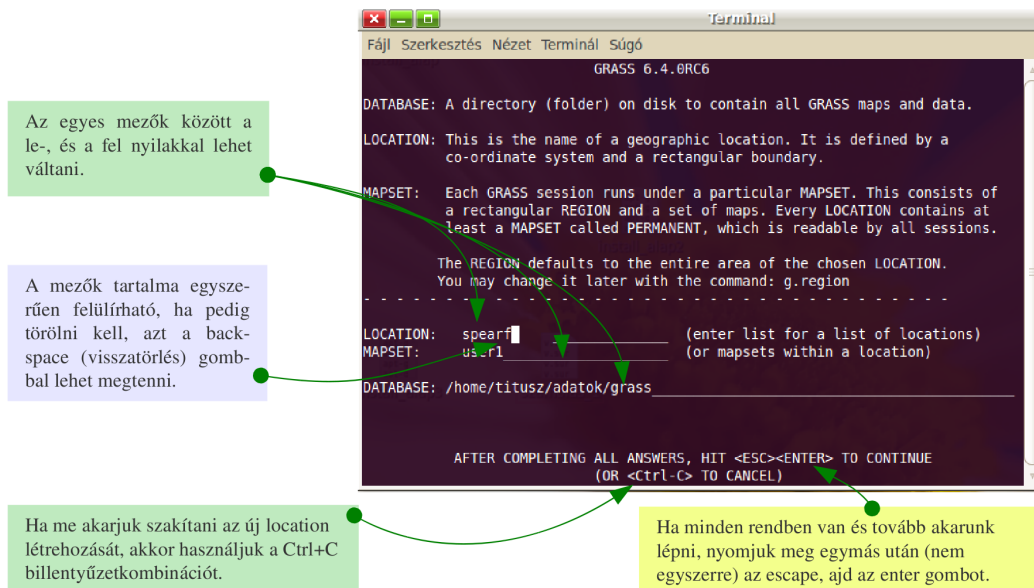 Terminal
Fájl Szerkesztés Nézet Terminál Súgó
GRASS 6.4.0RC6
DATABASE: A directory (folder) on disk to contain all GRASS maps and data.
LOCATION: This is the name of a geographic location. It is defined by a
co-ordinate system and a rectangular boundary.
MAPSET: Each GRASS session runs under a particular MAPSET. This consists of
a rectangular REGION and a set of maps. Every LOCATION contains at
least a MAPSET called PERMANENT, which is readable by all sessions.
The REGION defaults to the entire area of the chosen LOCATION.
You may change it later with the command: g.region
- - - - - - - - - - - - - - - - - - - - - - - - - - - - - - - - - - - -
LOCATION: spearf ______________ (enter list for a list of locations)
MAPSET: user1____________________ (or mapsets within a location)
DATABASE: /home/titusz/adatok/grass____________________________________________
AFTER COMPLETING ALL ANSWERS, HIT <ESC><ENTER> TO CONTINUE
(OR <Ctrl-C> TO CANCEL)
Az egyes mezők között a
le-, és a fel nyilakkal lehet
váltani.
A mezők tartalma egysze-
rűen felülírható, ha pedig
törölni kell, azt a back-
space (visszatörlés) gomb-
bal lehet megtenni.
Ha me akarjuk szakítani az új location
létrehozását, akkor használjuk a Ctrl+C
billentyűzetkombinációt.
Ha minden rendben van és tovább akarunk
lépni, nyomjuk meg egymás után (nem
egyszerre) az escape, ajd az enter gombot.